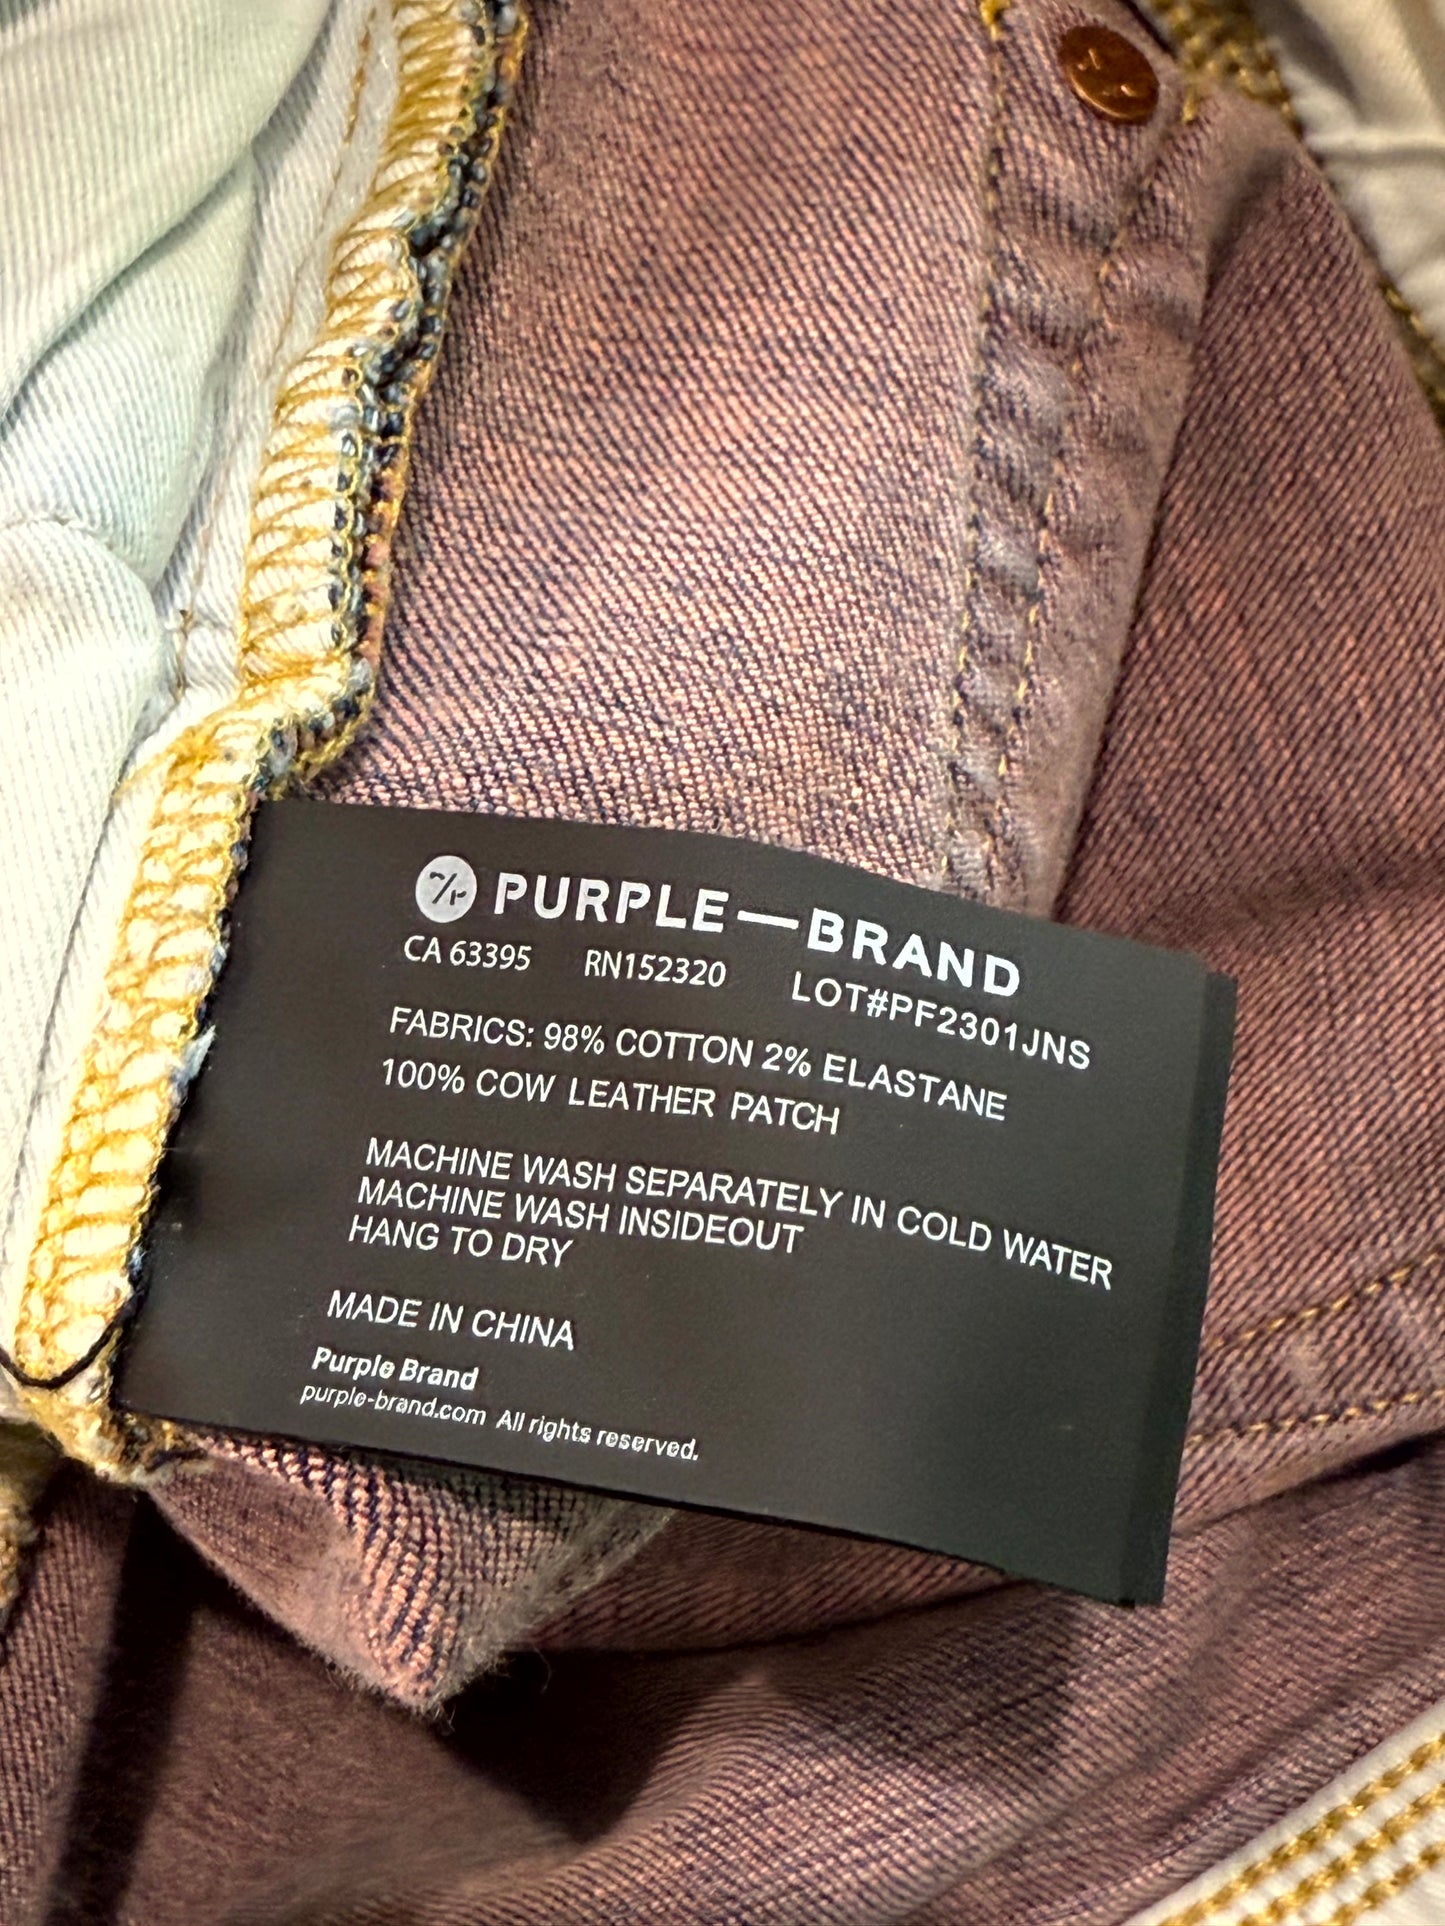 PURPLE—BRAND
CA 63395 RN152320 LOT#PF2301JNS
FABRICS: 98% COTTON 2% ELASTANE
100% COW LEATHER PATCH
MACHINE WASH SEPARATELY IN COLD WATER
MACHINE WASH INSIDEOUT
HANG TO DRY
MADE IN CHINA
Purple Brand
purple-brand.com All rights reserved.